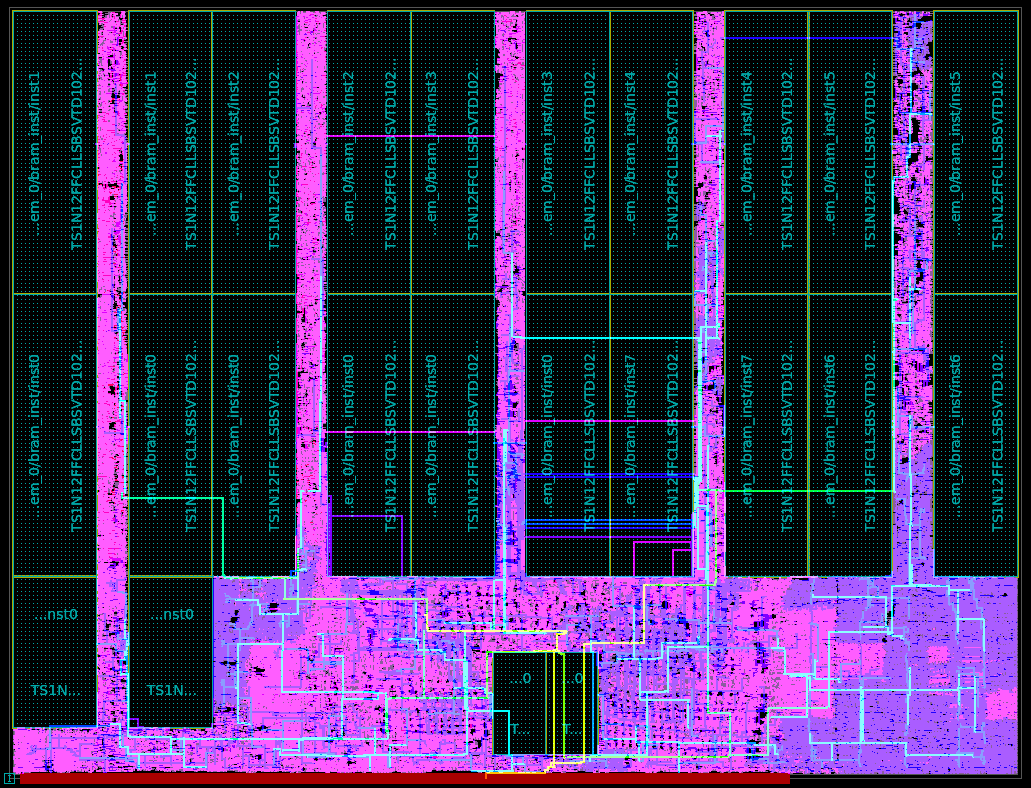 ...em_0/bram_inst/inst1
TS1N12FFCLLSBSVTD102...
...em_0/bram_inst/inst1
TS1N12FFCLLSBSVTD102...
...em_0/bram_inst/inst2
TS1N12FFCLLSBSVTD102...
...em_0/bram_inst/inst2
TS1N12FFCLLSBSVTD102...
...em_0/bram_inst/inst3
TS1N12FFCLLSBSVTD102...
...em_0/bram_inst/inst3
TS1N12FFCLLSBSVTD102...
...em_0/bram_inst/inst4
TS1N12FFCLLSBSVTD102...
...em_0/bram_inst/inst4
TS1N12FFCLLSBSVTD102...
...em_0/bram_inst/inst5
TS1N12FFCLLSBSVTD102...
...em_0/bram_inst/inst5
TS1N12FFCLLSBSVTD102...
...em_0/bram_inst/inst0
TS1N12FFCLLSBSVTD102...
...em_0/bram_inst/inst0
TS1N12FFCLLSBSVTD102...
...em_0/bram_inst/inst0
TS1N12FFCLLSBSVTD102...
...em_0/bram_inst/inst0
TS1N12FFCLLSBSVTD102...
...em_0/bram_inst/inst0
TS1N12FFCLLSBSVTD102...
...em_0/bram_inst/inst0
TS1N12FFCLLSBSVTD102...
...em_0/bram_inst/inst7
TS1N12FFCLLSBSVTD102...
...em_0/bram_inst/inst7
TS1N12FFCLLSBSVTD102...
...em_0/bram_inst/inst6
TS1N12FFCLLSBSVTD102...
...em_0/bram_inst/inst6
TS1N12FFCLLSBSVTD102...
...nst0
TS1N...
...nst0
TS1N...
...0
T...
...0
T...